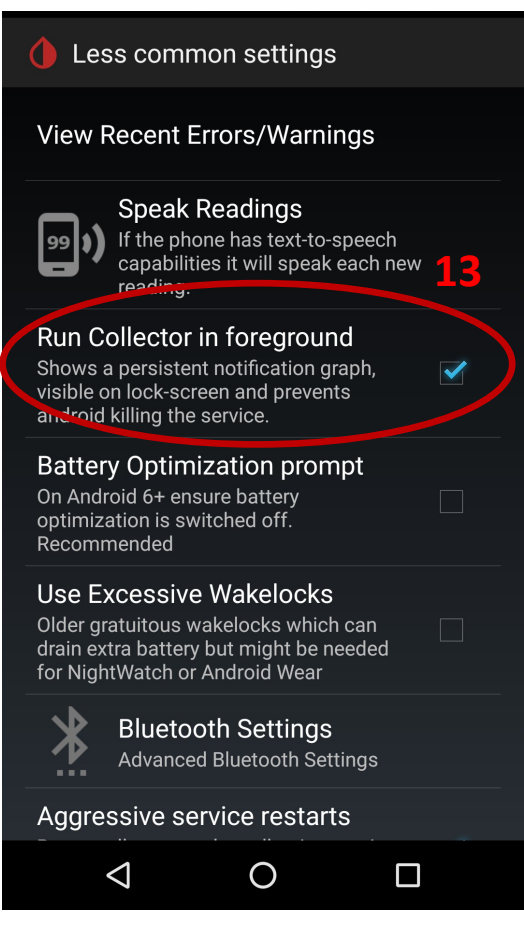 Less common settings
View Recent Errors/Warnings
99
Speak Readings
If the phone has text-to-speech
capabilities it will speak each new
reading.
13
Run Collector in foreground
Shows a persistent notification graph,
visible on lock-screen and prevents
android killing the service.
Battery Optimization prompt
On Android 6+ ensure battery
optimization is switched off.
Recommended
Use Excessive Wakelocks
Older gratuitous wakelocks which can
drain extra battery but might be needed
for NightWatch or Android Wear
Bluetooth Settings
Advanced Bluetooth Settings
Aggressive service restarts